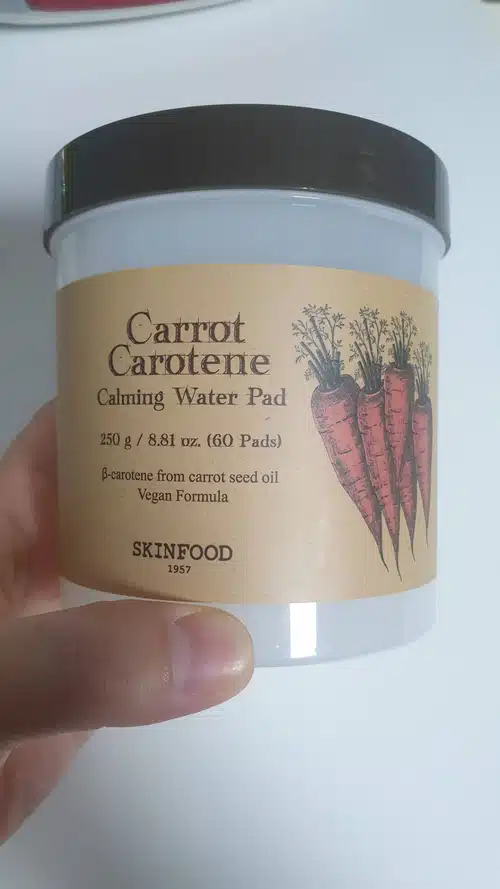 Carrot
Carotene
Calming Water Pad
250 g / 8.81 oz. (60 Pads)
β-carotene from carrot seed oil
Vegan Formula
SKINFOOD
1957